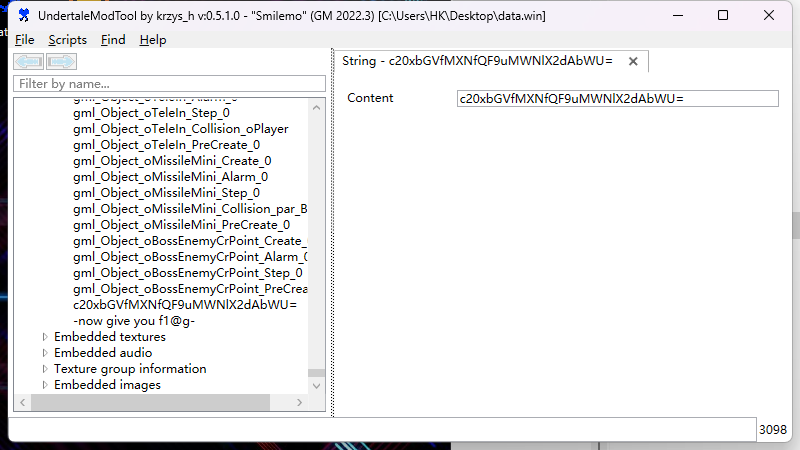 UndertaleModTool by krzys_h v:0.5.1.0 - "Smilemo" (GM 2022.3) [C:\Users\HK\Desktop\data.win]
File Scripts Find Help
Filter by name...
gml_Object_oTeleIn_Alarm_0
gml_Object_oTeleIn_Step_0
gml_Object_oTeleIn_Collision_oPlayer
gml_Object_oTeleIn_PreCreate_0
gml_Object_oMissileMini_Create_0
gml_Object_oMissileMini_Alarm_0
gml_Object_oMissileMini_Step_0
gml_Object_oMissileMini_Collision_par_B
gml_Object_oMissileMini_PreCreate_0
gml_Object_oBossEnemyCrPoint_Create_
gml_Object_oBossEnemyCrPoint_Alarm_0
gml_Object_oBossEnemyCrPoint_Step_0
gml_Object_oBossEnemyCrPoint_PreCrea
c20xbGVfMXNfQF9uMWNlX2dAbWU=
-now give you f1@g-
Embedded textures
Embedded audio
Texture group information
Embedded images
String - c20xbGVfMXNfQF9uMWNlX2dAbWU=
Content c20xbGVfMXNfQF9uMWNlX2dAbWU=
3098